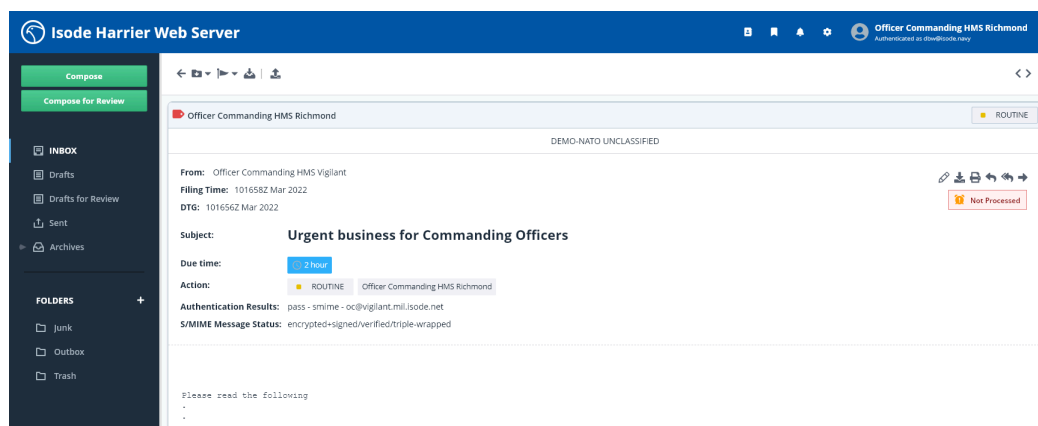 Isode Harrier Web Server
Officer Commanding HMS Richmond
Authenticated as dbw@isode.navy
Compose
Compose for Review
INBOX
Drafts
Drafts for Review
Sent
Archives
FOLDERS +
Junk
Outbox
Trash
Officer Commanding HMS Richmond
ROUTINE
DEMO-NATO UNCLASSIFIED
From: Officer Commanding HMS Vigilant
Filing Time: 101658Z Mar 2022
DTG: 101656Z Mar 2022
Not Processed
Subject: Urgent business for Commanding Officers
Due time: 2 hour
Action: ROUTINE Officer Commanding HMS Richmond
Authentication Results: pass - smime - oc@vigilant.mil.isode.net
S/MIME Message Status: encrypted+signed/verified/triple-wrapped
Please read the following
.
.